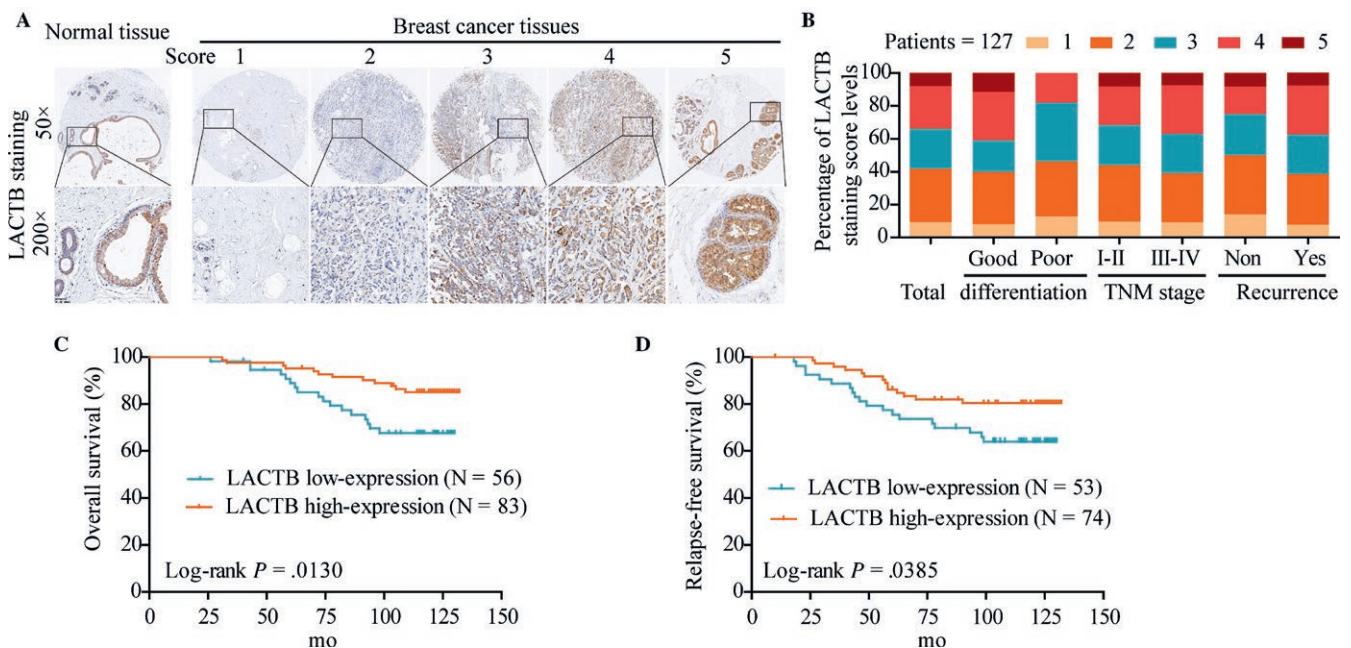 A
Normal tissue
Breast cancer tissues
Score 1 2 3 4 5
LACTB staining
50×
200×
B
Patients = 127 1 2 3 4 5
Percentage of LACTB
staining score levels
100
80
60
40
20
0
Good Poor I-II III-IV Non Yes
Total differentiation TNM stage Recurrence
C
Overall survival (%)
100
80
60
40
20
0
LACTB low-expression (N = 56)
LACTB high-expression (N = 83)
Log-rank P = .0130
0 25 50 75 100 125 150
mo
D
Relapse-free survival (%)
100
80
60
40
20
0
LACTB low-expression (N = 53)
LACTB high-expression (N = 74)
Log-rank P = .0385
0 25 50 75 100 125 150
mo